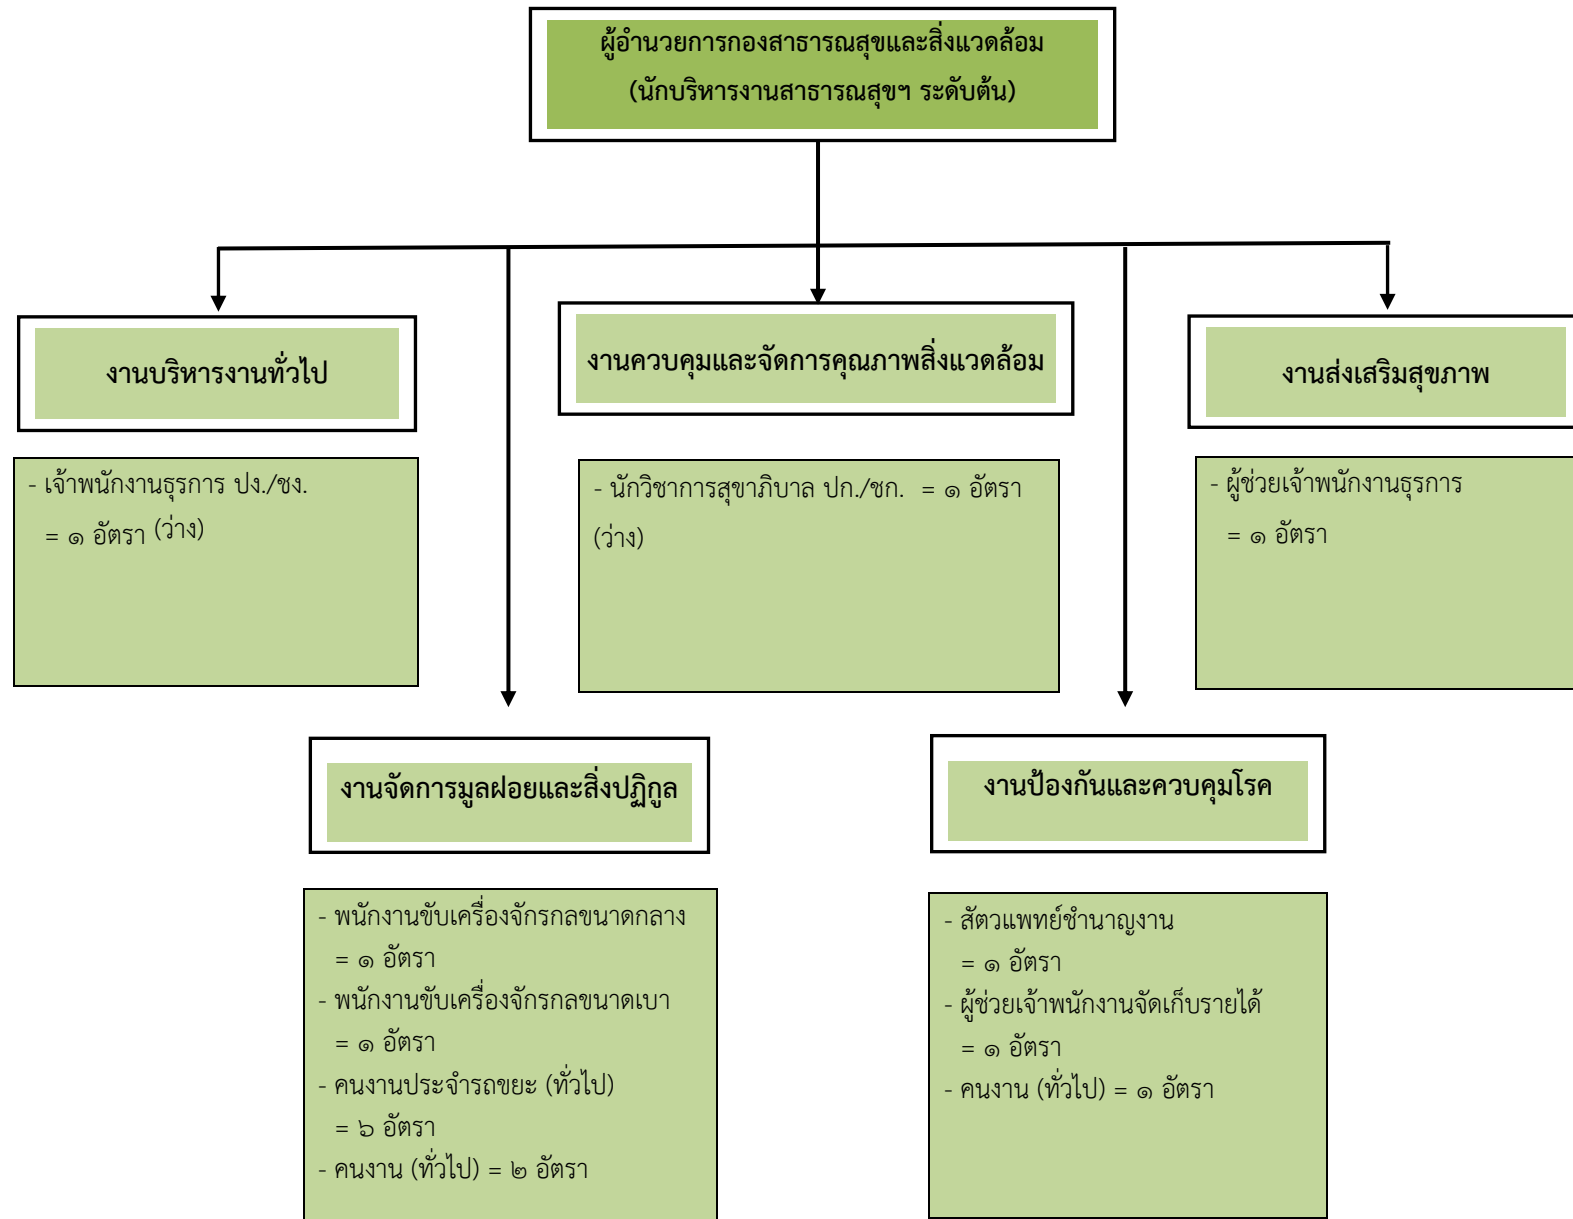 ผู้อำนวยการกองสาธารณสุขและสิ่งแวดล้อม
(นักบริหารงานสาธารณสุขฯ ระดับต้น)
งานบริหารงานทั่วไป
- เจ้าพนักงานธุรการ ปง./ชง.
= ๑ อัตรา (ว่าง)
งานควบคุมและจัดการคุณภาพสิ่งแวดล้อม
- นักวิชาการสุขาภิบาล ปก./ชก. = ๑ อัตรา
(ว่าง)
งานส่งเสริมสุขภาพ
- ผู้ช่วยเจ้าพนักงานธุรการ
= ๑ อัตรา
งานจัดการมูลฝอยและสิ่งปฏิกูล
- พนักงานขับเครื่องจักรกลขนาดกลาง
= ๑ อัตรา
- พนักงานขับเครื่องจักรกลขนาดเบา
= ๑ อัตรา
- คนงานประจำรถขยะ (ทั่วไป)
= ๖ อัตรา
- คนงาน (ทั่วไป) = ๒ อัตรา
งานป้องกันและควบคุมโรค
- สัตวแพทย์ชำนาญงาน
= ๑ อัตรา
- ผู้ช่วยเจ้าพนักงานจัดเก็บรายได้
= ๑ อัตรา
- คนงาน (ทั่วไป) = ๑ อัตรา